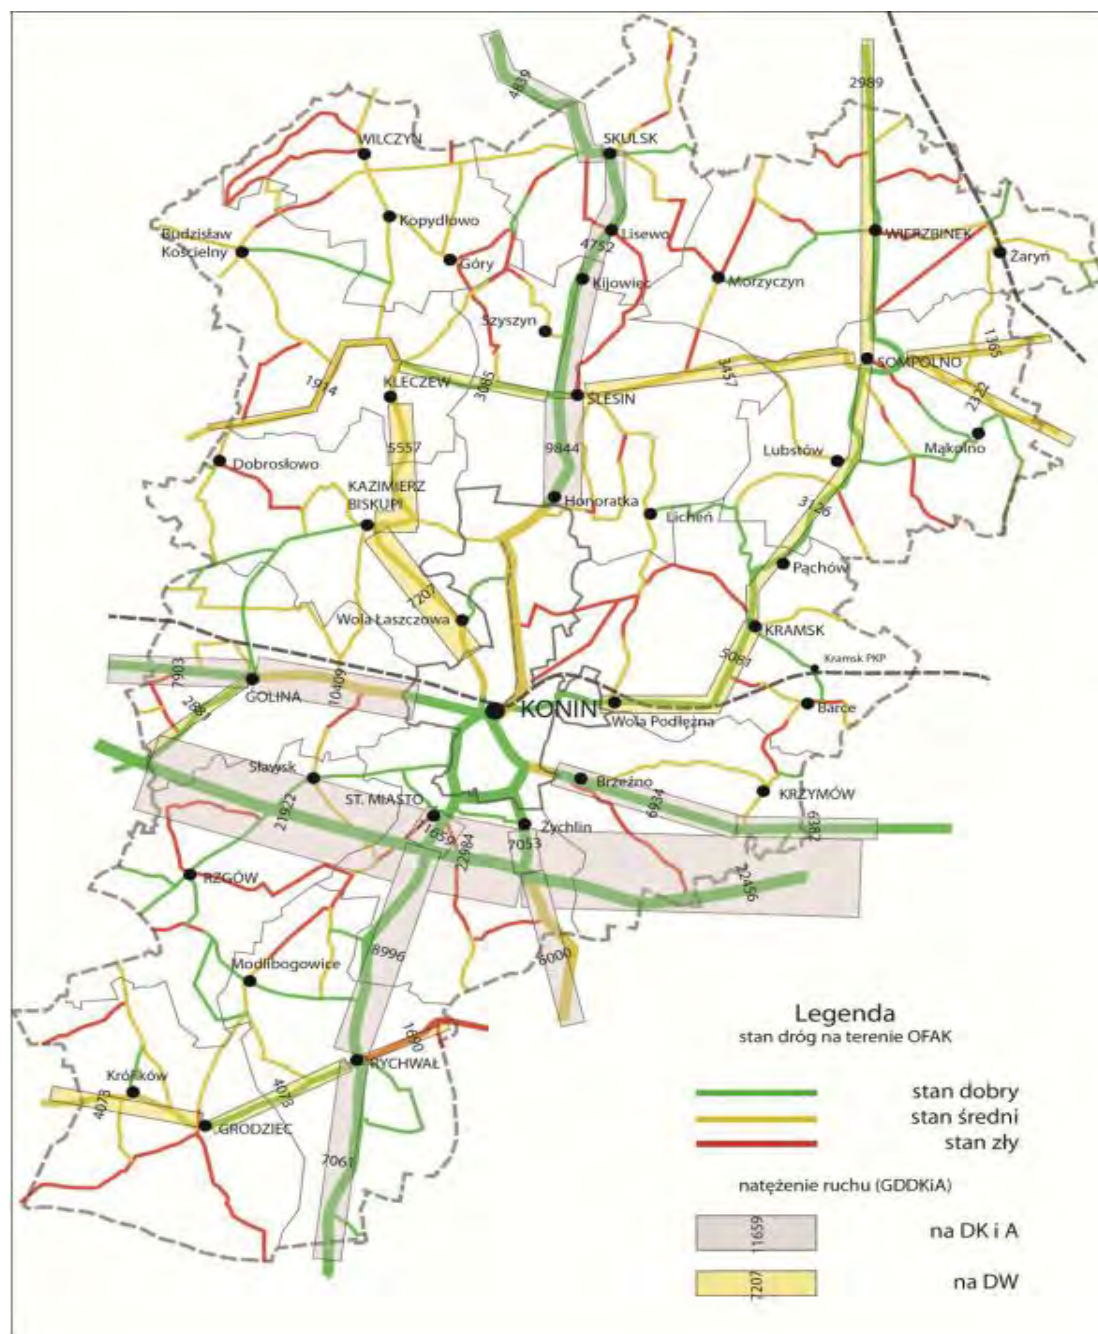 4839
2989
WILCZYN
SKULSK
Kopydłowo
Budzisław
Kościelny
Góry
Lisewo
4752
Kijowiec
Morzyczyn
WIERZBINEK
Żaryń
Szyszyn
1365
SOMPOLNO
3457
1914
KLECZEW
3985
ŚLESIN
2322
5557
9844
Dobrosłowo
Lubstów
Mąkolno
KAZIMIERZ
BISKUPI
Honoratka
Licheń
3126
Pąchów
7207
Wola Łaszczowa
KRAMSK
5081
Kramsk PKP
7903
GOLINA
10409
2881
KONIN
Wola Podłężna
Barce
Sławsk
ST. MIASTO
Brzeźno
6934
KRZYMÓW
6382
21922
11659
22984
Żychlin
7053
22456
RZGÓW
8996
6000
Modlibogowice
1690
RYCHWAŁ
Królików
4073
4073
GRODZIEC
7061
Legenda
stan dróg na terenie OFAK
stan dobry
stan średni
stan zły
natężenie ruchu (GDDKiA)
11659
na DK i A
7207
na DW